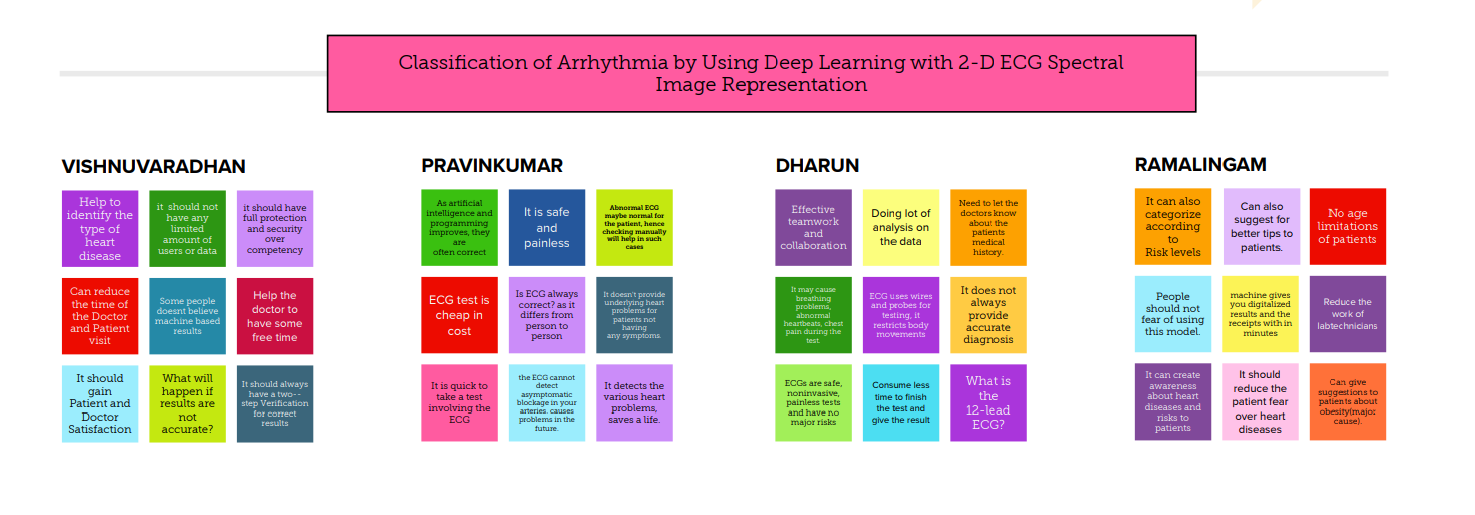 Classification of Arrhythmia by Using Deep Learning with 2-D ECG Spectral
Image Representation
VISHNUVARADHAN
Help to
identify the
type of
heart
disease
it should not
have any
limited
amount of
users or data
it should have
full protection
and security
over
competency
Can reduce
the time of
the Doctor
and Patient
visit
Some people
doesnt believe
machine based
results
Help the
doctor to
have some
free time
It should
gain
Patient and
Doctor
Satisfaction
What will
happen if
results are
not
accurate?
It should always
have a two--
step Verification
for correct
results
PRAVINKUMAR
As artificial
intelligence and
programming
improves, they
are
often correct
It is safe
and
painless
Abnormal ECG
maybe normal for
the patient, hence
checking manually
will help in such
cases
ECG test is
cheap in
cost
Is ECG always
correct? as it
differs from
person to
person
It doesn't provide
underlying heart
problems for
patients not
having
any symptoms.
It is quick to
take a test
involving the
ECG
the ECG cannot
detect
asymptomatic
blockage in your
arteries. causes
problems in the
future.
It detects the
various heart
problems,
saves a life.
DHARUN
Effective
teamwork
and
collaboration
Doing lot of
analysis on
the data
Need to let the
doctors know
about the
patients
medical
history.
It may cause
breathing
problems,
abnormal
heartbeats, chest
pain during the
test
ECG uses wires
and probes for
testing, it
restricts body
movements
It does not
always
provide
accurate
diagnosis
ECGs are safe,
noninvasive,
painless tests
and have no
major risks
Consume less
time to finish
the test and
give the result
What is
the
12-lead
ECG?
RAMALINGAM
It can also
categorize
according
to
Risk levels
Can also
suggest for
better tips to
patients.
No age
limitations
of patients
People
should not
fear of using
this model.
machine gives
you digitalized
results and the
receipts with in
minutes
Reduce the
work of
labtechnicians
It can create
awareness
about heart
diseases and
risks to
patients
It should
reduce the
patient fear
over heart
diseases
Can give
suggestions to
patients about
obesity(major
cause).